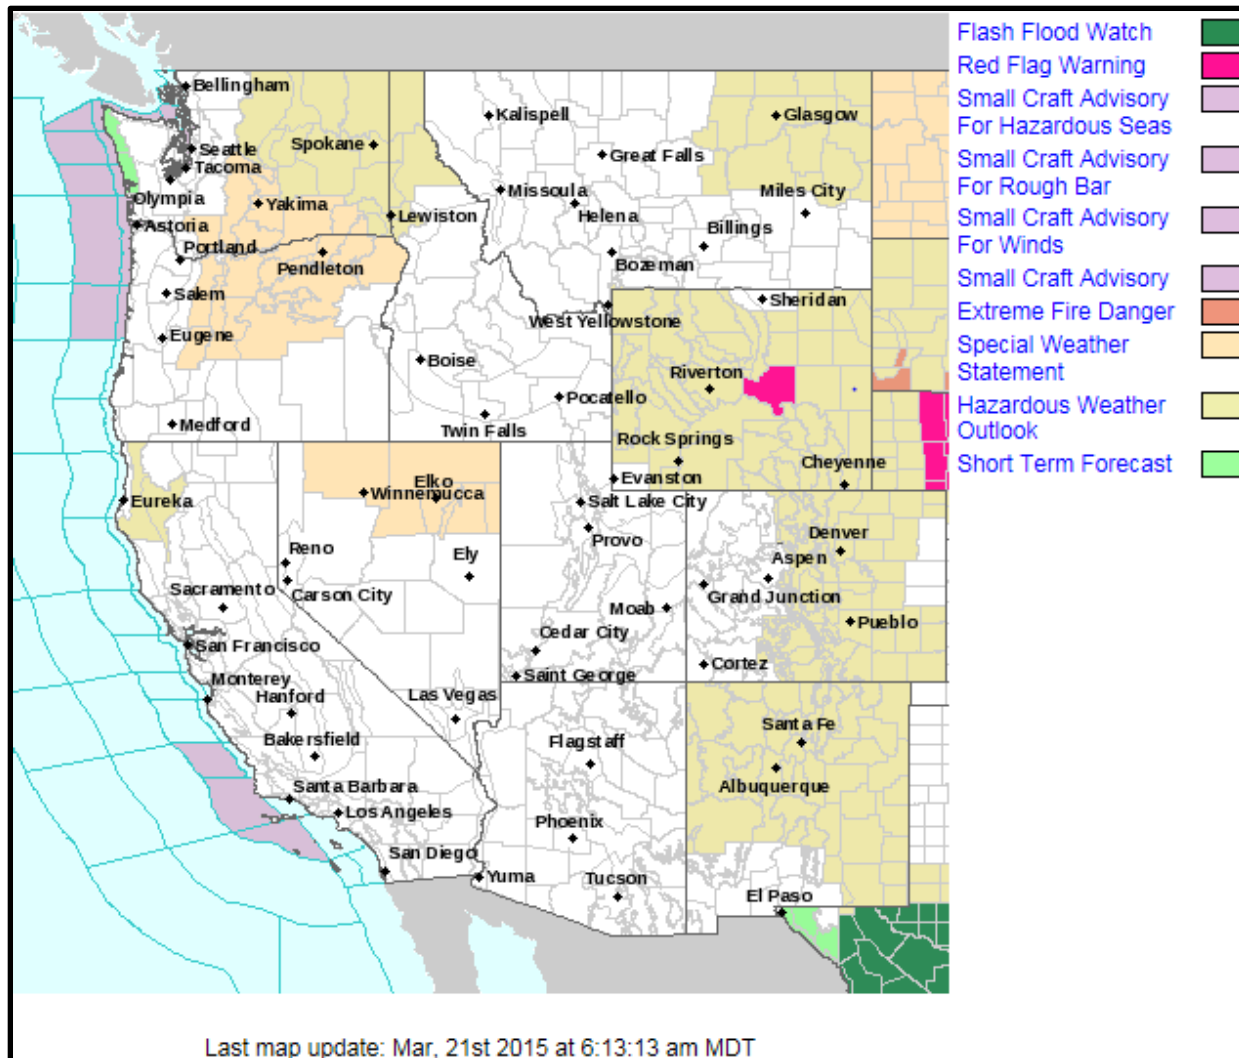 Flash Flood Watch
Red Flag Warning
Small Craft Advisory
For Hazardous Seas
Small Craft Advisory
For Rough Bar
Small Craft Advisory
For Winds
Small Craft Advisory
Extreme Fire Danger
Special Weather
Statement
Hazardous Weather
Outlook
Short Term Forecast
Bellingham
Kalispell
Glasgow
Seattle
Spokane
Great Falls
Tacoma
Missoula
Miles City
Olympia
Yakima
Lewiston
Helena
Astoria
Billings
Portland
Pendleton
Bozeman
Salem
Sheridan
West Yellowstone
Eugene
Boise
Riverton
Pocatello
Medford
Twin Falls
Rock Springs
Cheyenne
Evanston
Elko
Winnemucca
Eureka
Salt Lake City
Denver
Provo
Reno
Ely
Aspen
Sacramento
Carson City
Grand Junction
Moab
Pueblo
Cedar City
San Francisco
Cortez
Saint George
Monterey
Hanford
Las Vegas
Santa Fe
Bakersfield
Flagstaff
Albuquerque
Santa Barbara
Los Angeles
Phoenix
San Diego
Yuma
Tucson
El Paso
Last map update: Mar, 21st 2015 at 6:13:13 am MDT